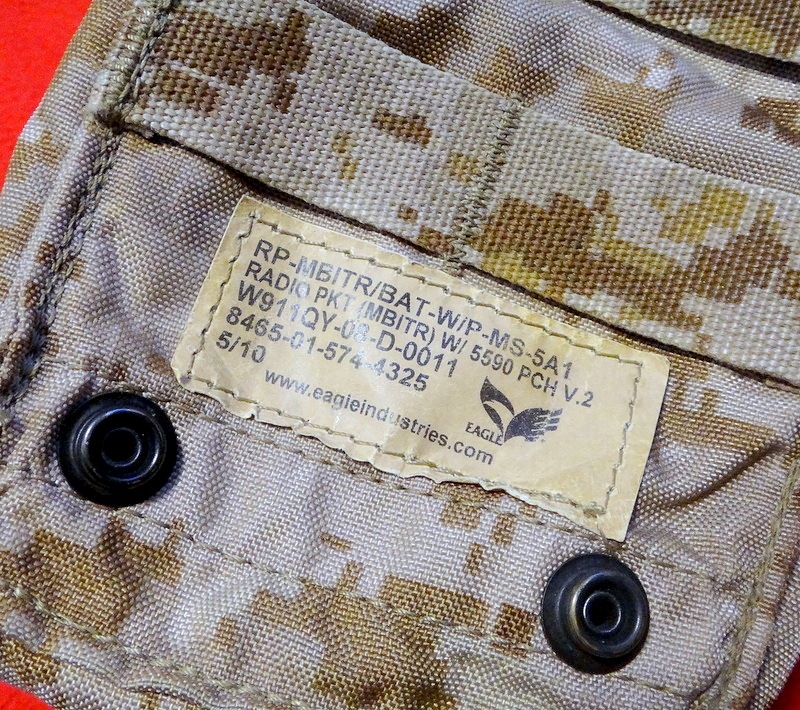 RP-MBITR/BAT-W/P-MS-5A1
RADIO PKT (MBITR) W/ 5590 PCH V.2
W911QY-08-D-0011
8465-01-574-4325
5/10
www.eagleindustries.com
EAGLE